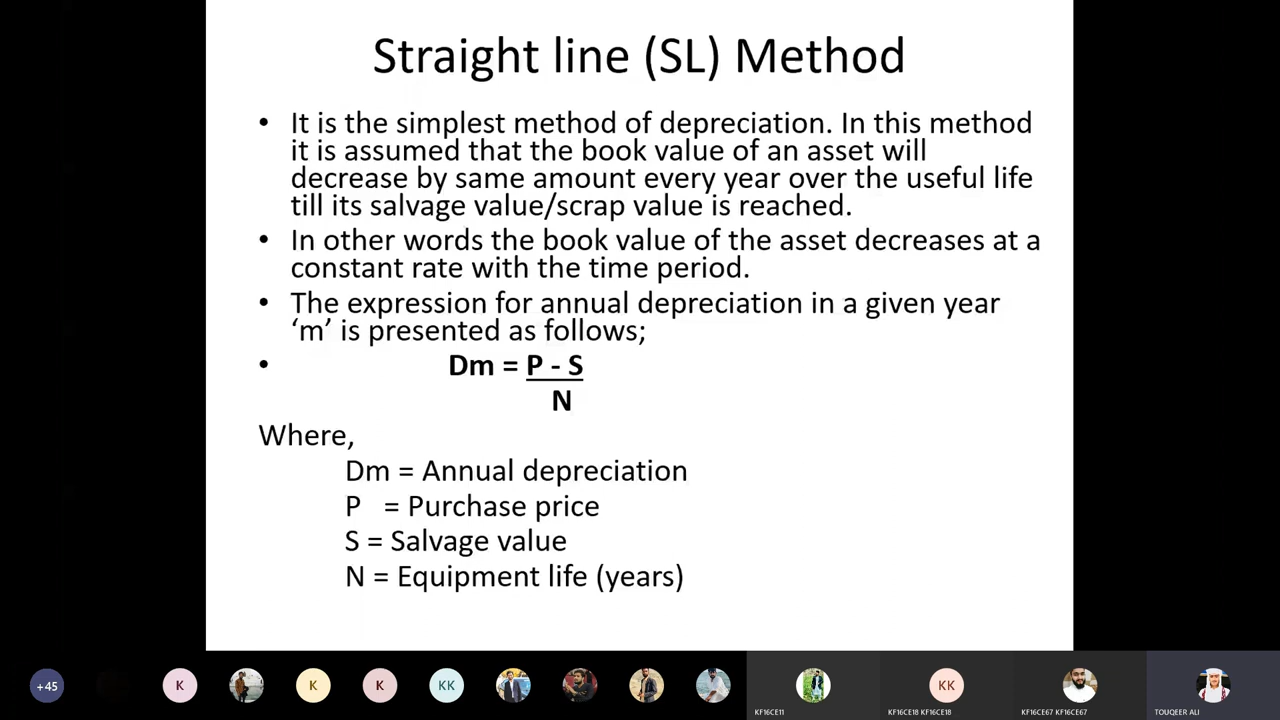 Straight line (SL) Method
• It is the simplest method of depreciation. In this method
it is assumed that the book value of an asset will
decrease by same amount every year over the useful life
till its salvage value/scrap value is reached.
• In other words the book value of the asset decreases at a
constant rate with the time period.
• The expression for annual depreciation in a given year
‘m’ is presented as follows;
• Dm = P - S
N
Where,
Dm = Annual depreciation
P = Purchase price
S = Salvage value
N = Equipment life (years)
+45 K K K KK KK
KF16CE11 KF16CE18 KF16CE18 KF16CE67 KF16CE67 TOUQEER ALI